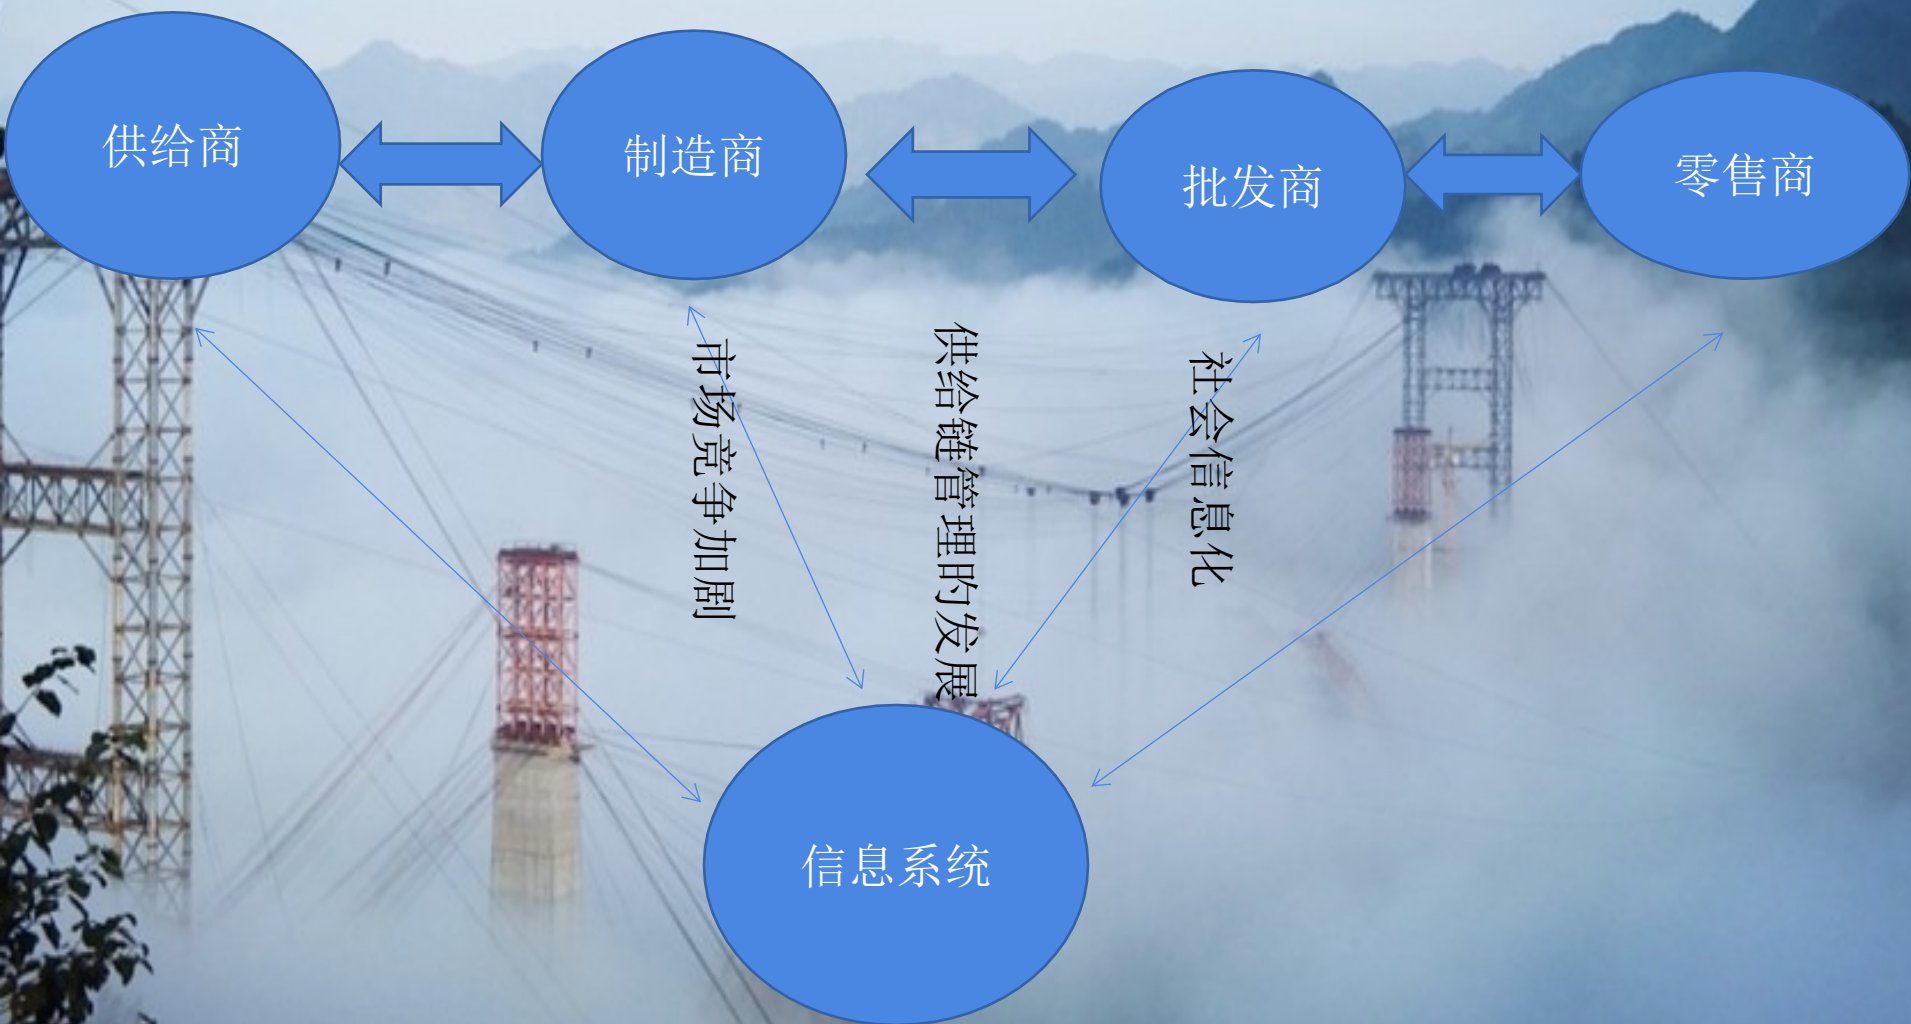 供给商
制造商
批发商
零售商
市场竞争加剧
供给链管理旳发展
社会信息化
信息系统